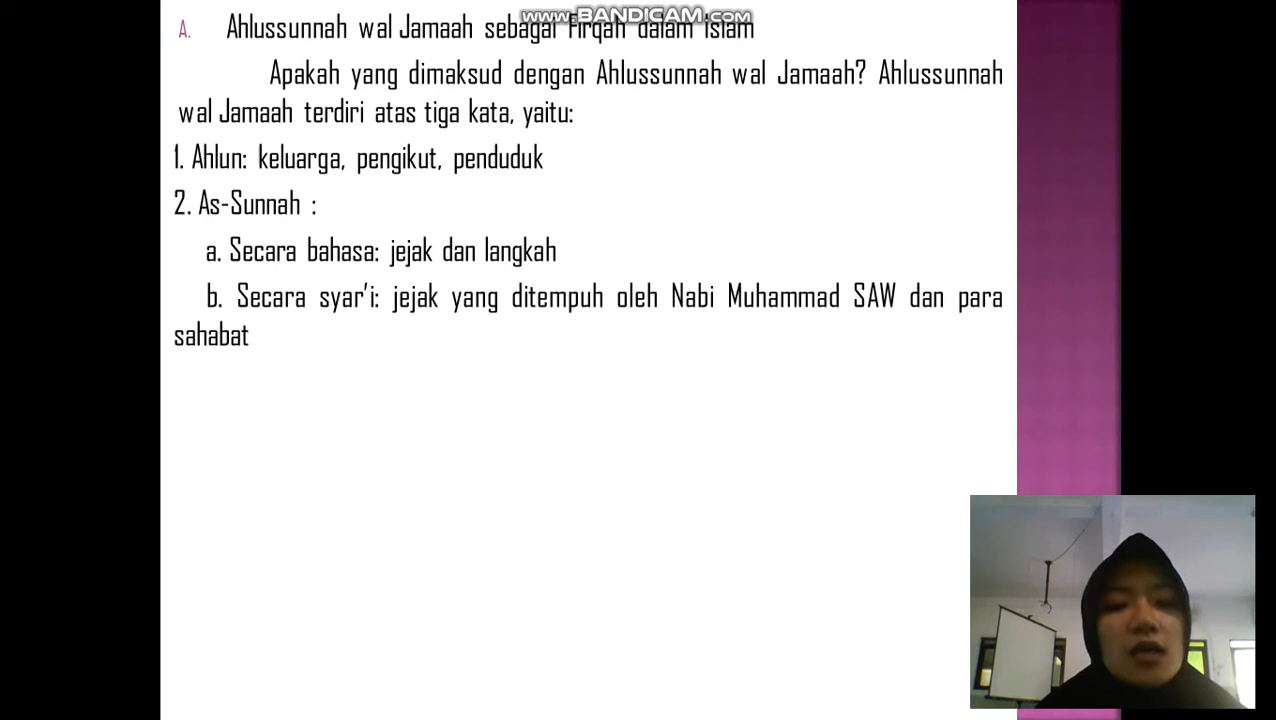 www.BANDICAM.com
A. Ahlussunnah wal Jamaah sebagai Firqah dalam Islam
Apakah yang dimaksud dengan Ahlussunnah wal Jamaah? Ahlussunnah
wal Jamaah terdiri atas tiga kata, yaitu:
1. Ahlun: keluarga, pengikut, penduduk
2. As-Sunnah :
a. Secara bahasa: jejak dan langkah
b. Secara syar'i: jejak yang ditempuh oleh Nabi Muhammad SAW dan para
sahabat